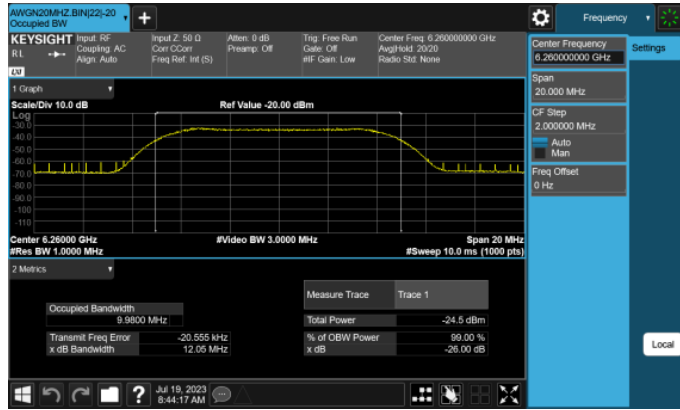 AWGN20MHZ.BIN|22|-20
Occupied BW
Frequency
KEYSIGHT
R L
LXI
Input: RF
Coupling: AC
Align: Auto
Input Z: 50 Ω
Corr CCorr
Freq Ref: Int (S)
Atten: 0 dB
Preamp: Off
Trig: Free Run
Gate: Off
#IF Gain: Low
Center Freq: 6.260000000 GHz
Avg|Hold: 20/20
Radio Std: None
Center Frequency
6.260000000 GHz
Settings
Span
20.000 MHz
CF Step
2.000000 MHz
Auto
Man
Freq Offset
0 Hz
Local
1 Graph
Scale/Div 10.0 dB
Ref Value -20.00 dBm
Log
-30.0
-40.0
-50.0
-60.0
-70.0
-80.0
-90.0
-100
-110
Center 6.26000 GHz
#Video BW 3.0000 MHz
Span 20 MHz
#Res BW 1.0000 MHz
#Sweep 10.0 ms (1000 pts)
2 Metrics
Measure Trace
Trace 1
Occupied Bandwidth
9.9800 MHz
Total Power
-24.5 dBm
Transmit Freq Error
-20.555 kHz
% of OBW Power
99.00 %
x dB Bandwidth
12.05 MHz
x dB
-26.00 dB
?
Jul 19, 2023
8:44:17 AM